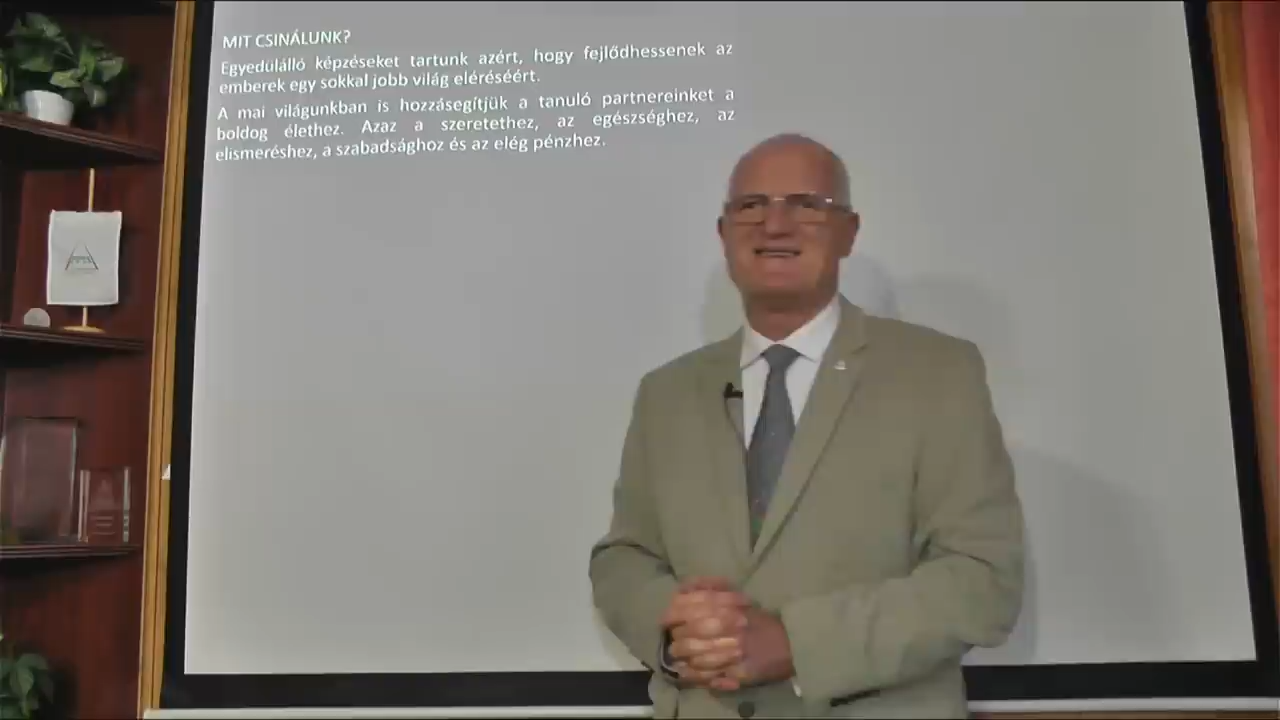 MIT CSINÁLUNK?
Egyedülálló képzéseket tartunk azért, hogy fejlődhessenek az
emberek egy sokkal jobb világ eléréséért.
A mai világunkban is hozzásegítjük a tanuló partnereinket a
boldog élethez. Azaz a szeretethez, az egészséghez, az
elismeréshez, a szabadsághoz és az elég pénzhez.